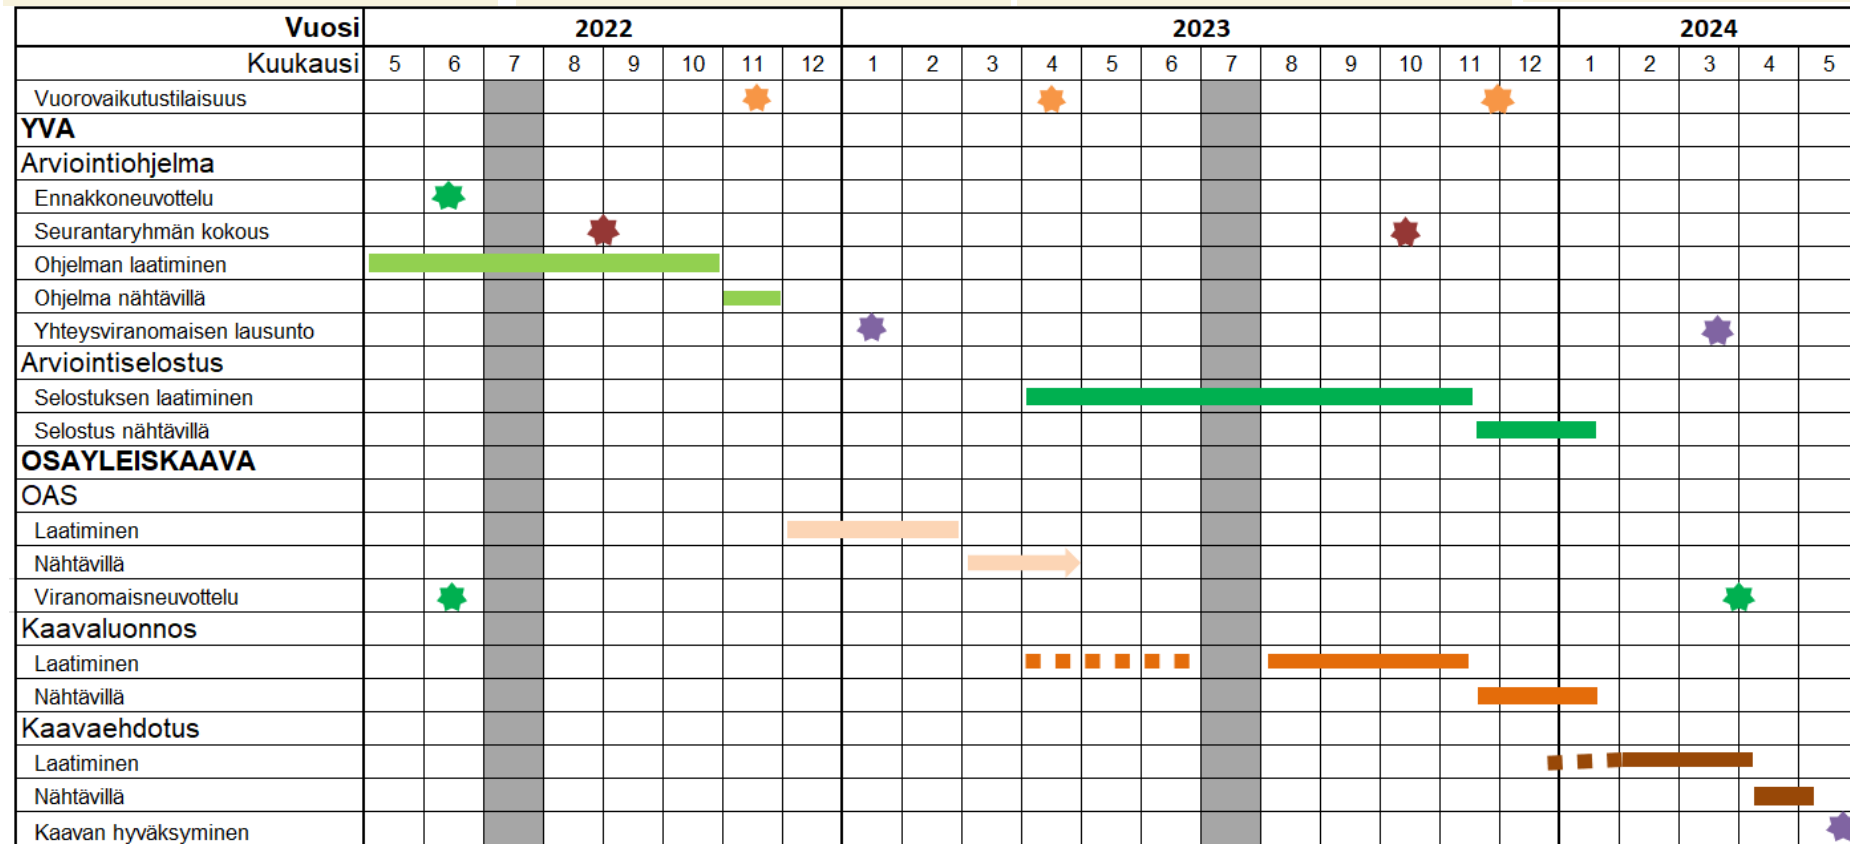 Vuosi 2022 2023 2024
Kuukausi 5 6 7 8 9 10 11 12 1 2 3 4 5 6 7 8 9 10 11 12 1 2 3 4 5
Vuorovaikutustilaisuus
YVA
Arviointiohjelma
Ennakkoneuvottelu
Seurantaryhmän kokous
Ohjelman laatiminen
Ohjelma nähtävillä
Yhteysviranomaisen lausunto
Arviointiselostus
Selostuksen laatiminen
Selostus nähtävillä
OSAYLEISKAAVA
OAS
Laatiminen
Nähtävillä
Viranomaisneuvottelu
Kaavaluonnos
Laatiminen
Nähtävillä
Kaavaehdotus
Laatiminen
Nähtävillä
Kaavan hyväksyminen